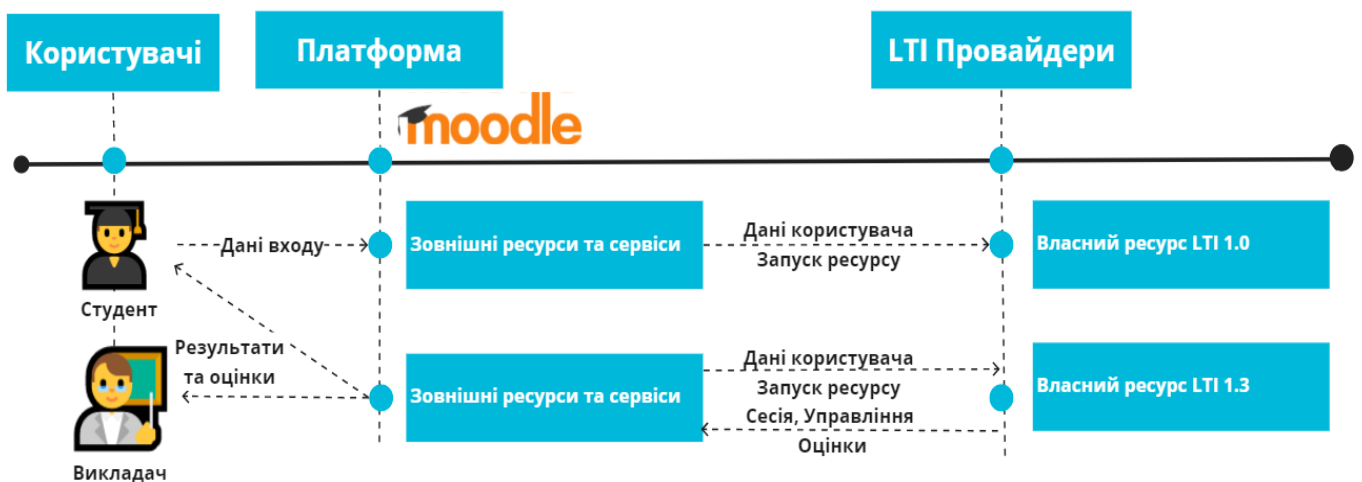 Користувачі
Платформа
LTI Провайдери
moodle
Дані входу
Зовнішні ресурси та сервіси
Дані користувача
Запуск ресурсу
Власний ресурс LTI 1.0
Студент
Результати
та оцінки
Зовнішні ресурси та сервіси
Дані користувача
Запуск ресурсу
Сесія, Управління
Оцінки
Власний ресурс LTI 1.3
Викладач